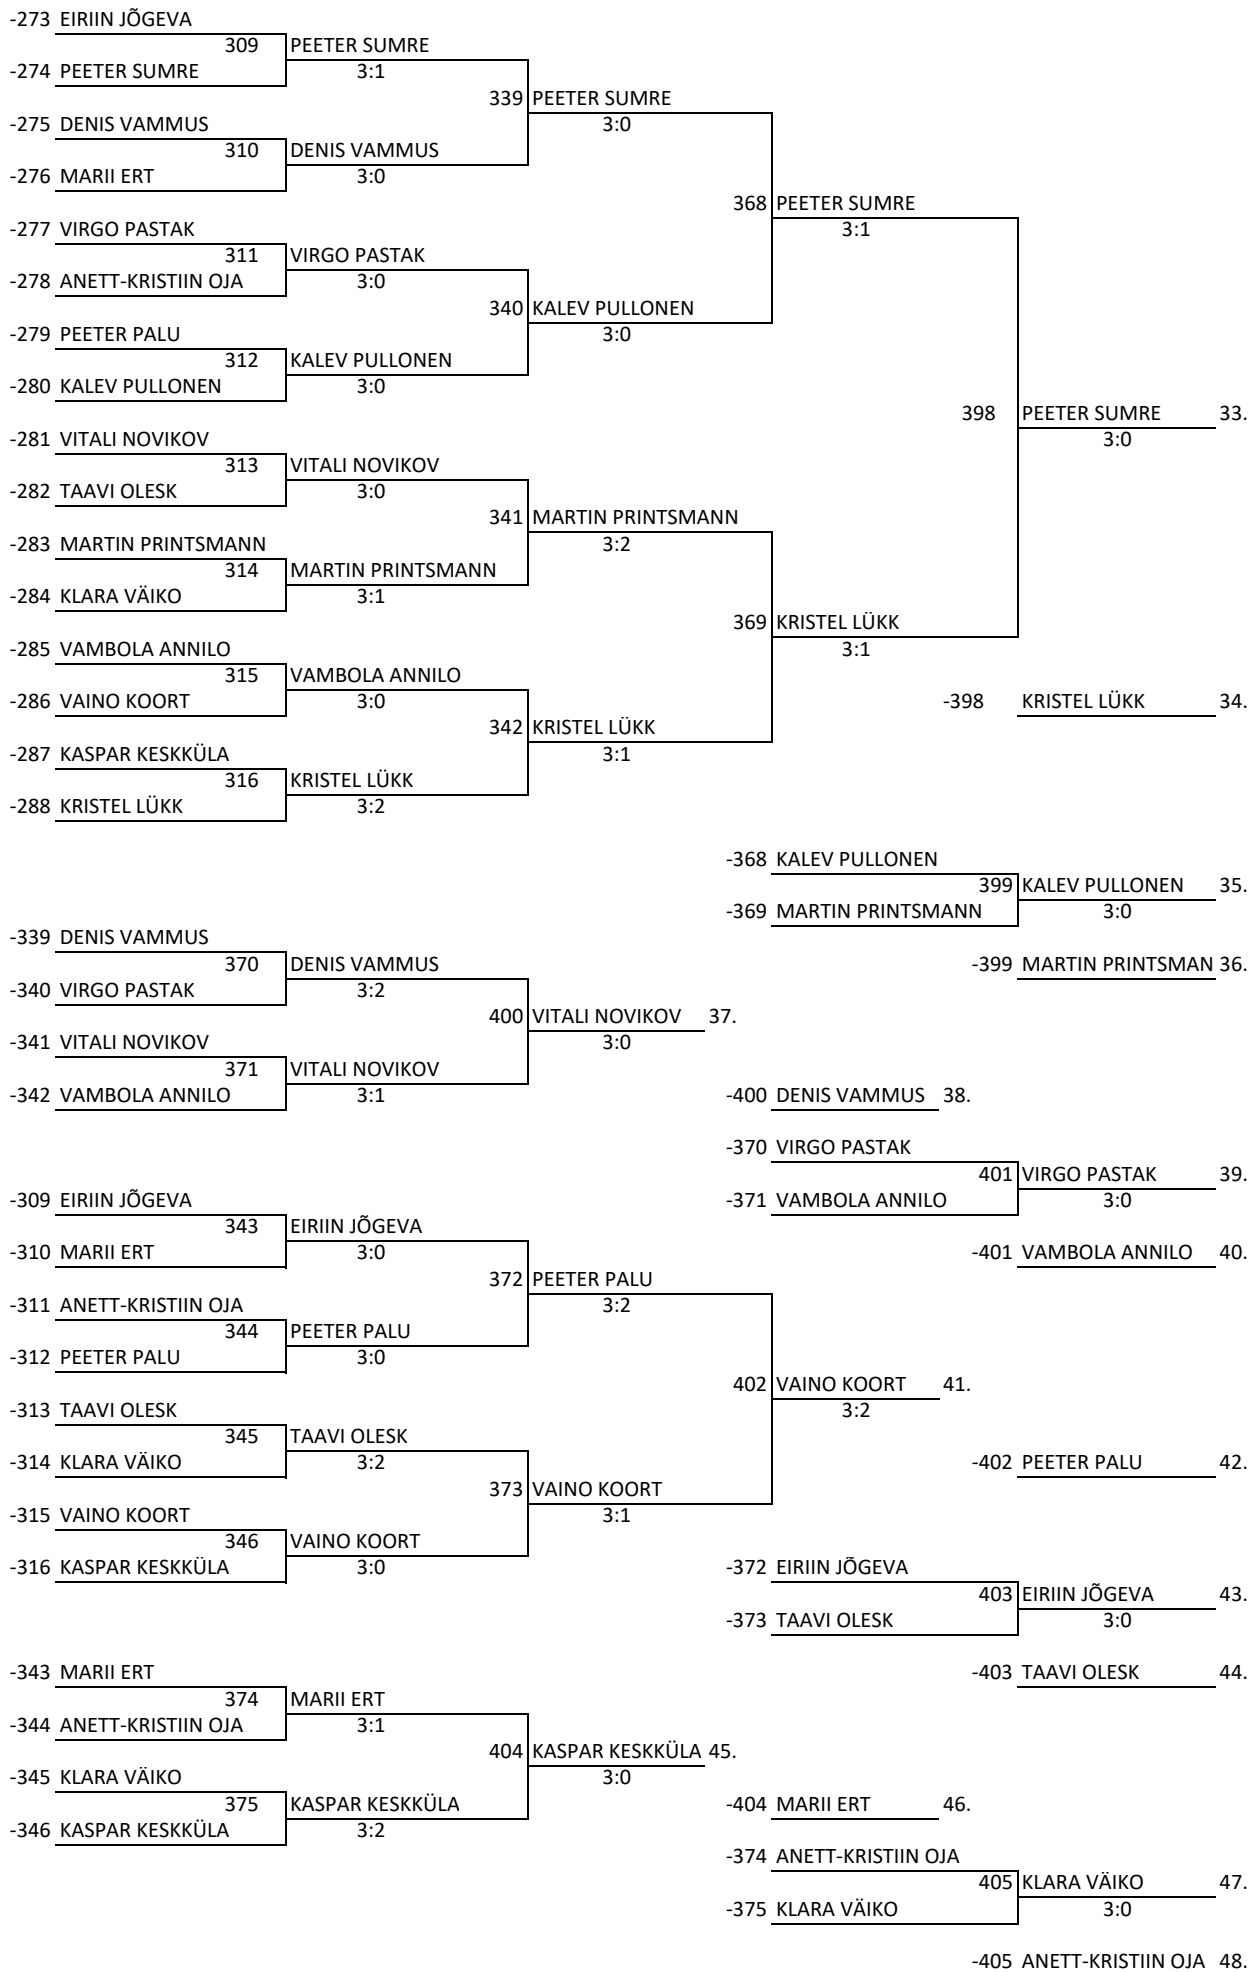 -273 EIRIIN JÕGEVA
309 PEETER SUMRE
-274 PEETER SUMRE 3:1
339 PEETER SUMRE
-275 DENIS VAMMUS 3:0
310 DENIS VAMMUS
-276 MARII ERT 3:0
368 PEETER SUMRE
-277 VIRGO PASTAK 3:1
311 VIRGO PASTAK
-278 ANETT-KRISTIIN OJA 3:0
340 KALEV PULLONEN
-279 PEETER PALU 3:0
312 KALEV PULLONEN
-280 KALEV PULLONEN 3:0
398 PEETER SUMRE 33.
-281 VITALI NOVIKOV 3:0
313 VITALI NOVIKOV
-282 TAAVI OLESK 3:0
341 MARTIN PRINTSMANN
-283 MARTIN PRINTSMANN 3:2
314 MARTIN PRINTSMANN
-284 KLARA VÄIKO 3:1
369 KRISTEL LÜKK
-285 VAMBOLA ANNILO 3:1
315 VAMBOLA ANNILO
-286 VAINO KOORT 3:0 -398 KRISTEL LÜKK 34.
342 KRISTEL LÜKK
-287 KASPAR KESKKÜLA 3:1
316 KRISTEL LÜKK
-288 KRISTEL LÜKK 3:2
-368 KALEV PULLONEN
399 KALEV PULLONEN 35.
-369 MARTIN PRINTSMANN 3:0
-339 DENIS VAMMUS
370 DENIS VAMMUS -399 MARTIN PRINTSMAN 36.
-340 VIRGO PASTAK 3:2
400 VITALI NOVIKOV 37.
-341 VITALI NOVIKOV 3:0
371 VITALI NOVIKOV
-342 VAMBOLA ANNILO 3:1 -400 DENIS VAMMUS 38.
-370 VIRGO PASTAK
401 VIRGO PASTAK 39.
-309 EIRIIN JÕGEVA -371 VAMBOLA ANNILO 3:0
343 EIRIIN JÕGEVA
-310 MARII ERT 3:0 -401 VAMBOLA ANNILO 40.
372 PEETER PALU
-311 ANETT-KRISTIIN OJA 3:2
344 PEETER PALU
-312 PEETER PALU 3:0
402 VAINO KOORT 41.
-313 TAAVI OLESK 3:2
345 TAAVI OLESK
-314 KLARA VÄIKO 3:2 -402 PEETER PALU 42.
373 VAINO KOORT
-315 VAINO KOORT 3:1
346 VAINO KOORT
-316 KASPAR KESKKÜLA 3:0 -372 EIRIIN JÕGEVA
403 EIRIIN JÕGEVA 43.
-373 TAAVI OLESK 3:0
-343 MARII ERT -403 TAAVI OLESK 44.
374 MARII ERT
-344 ANETT-KRISTIIN OJA 3:1
404 KASPAR KESKKÜLA 45.
-345 KLARA VÄIKO 3:0
375 KASPAR KESKKÜLA -404 MARII ERT 46.
-346 KASPAR KESKKÜLA 3:2
-374 ANETT-KRISTIIN OJA
405 KLARA VÄIKO 47.
-375 KLARA VÄIKO 3:0
-405 ANETT-KRISTIIN OJA 48.